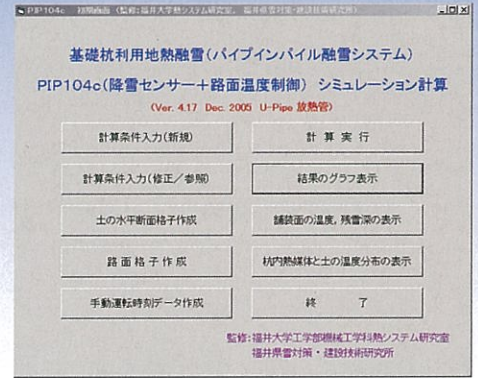 PIP104c 初期画面 (監修:福井大学熱システム研究室、福井県雪対策・建設技術研究所)
基礎杭利用地熱融雪(パイプインパイル融雪システム)
PIP104c(降雪センサー＋路面温度制御) シミュレーション計算
(Ver. 4.17 Dec. 2005 U-Pipe 放熱管)
計算条件入力(新規)
計 算 実 行
計算条件入力(修正／参照)
結果のグラフ表示
土の水平断面格子作成
舗装面の温度, 残雪深の表示
路 面 格 子 作 成
杭内熱媒体と土の温度分布の表示
手動運転時刻データ作成
終 了
監修:福井大学工学部機械工学科熱システム研究室
福井県雪対策・建設技術研究所